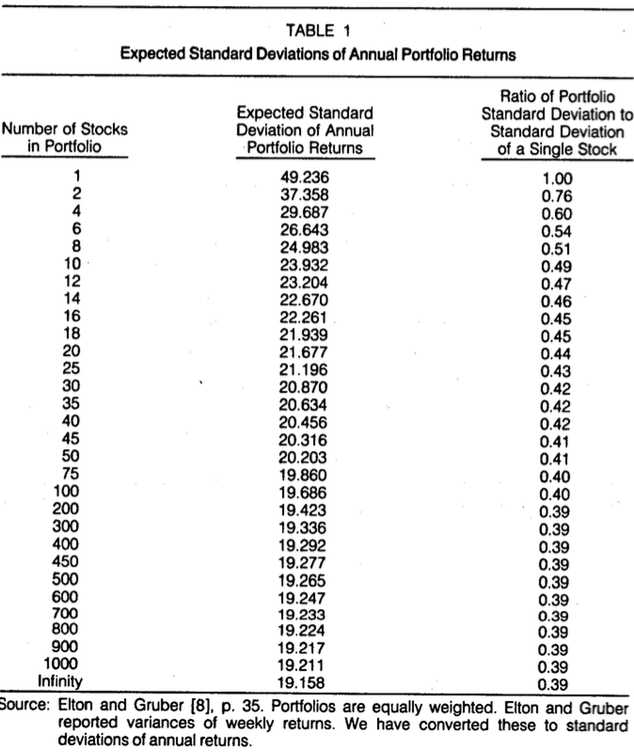 TABLE 1
Expected Standard Deviations of Annual Portfolio Returns
Number of Stocks in Portfolio Expected Standard Deviation of Annual Portfolio Returns Ratio of Portfolio Standard Deviation to Standard Deviation of a Single Stock
1 49.236 1.00
2 37.358 0.76
4 29.687 0.60
6 26.643 0.54
8 24.983 0.51
10 23.932 0.49
12 23.204 0.47
14 22.670 0.46
16 22.261 0.45
18 21.939 0.45
20 21.677 0.44
25 21.196 0.43
30 20.870 0.42
35 20.634 0.42
40 20.456 0.42
45 20.316 0.41
50 20.203 0.41
75 19.860 0.40
100 19.686 0.40
200 19.423 0.39
300 19.336 0.39
400 19.292 0.39
450 19.277 0.39
500 19.265 0.39
600 19.247 0.39
700 19.233 0.39
800 19.224 0.39
900 19.217 0.39
1000 19.211 0.39
Infinity 19.158 0.39
Source: Elton and Gruber [8], p. 35. Portfolios are equally weighted. Elton and Gruber
reported variances of weekly returns. We have converted these to standard
deviations of annual returns.